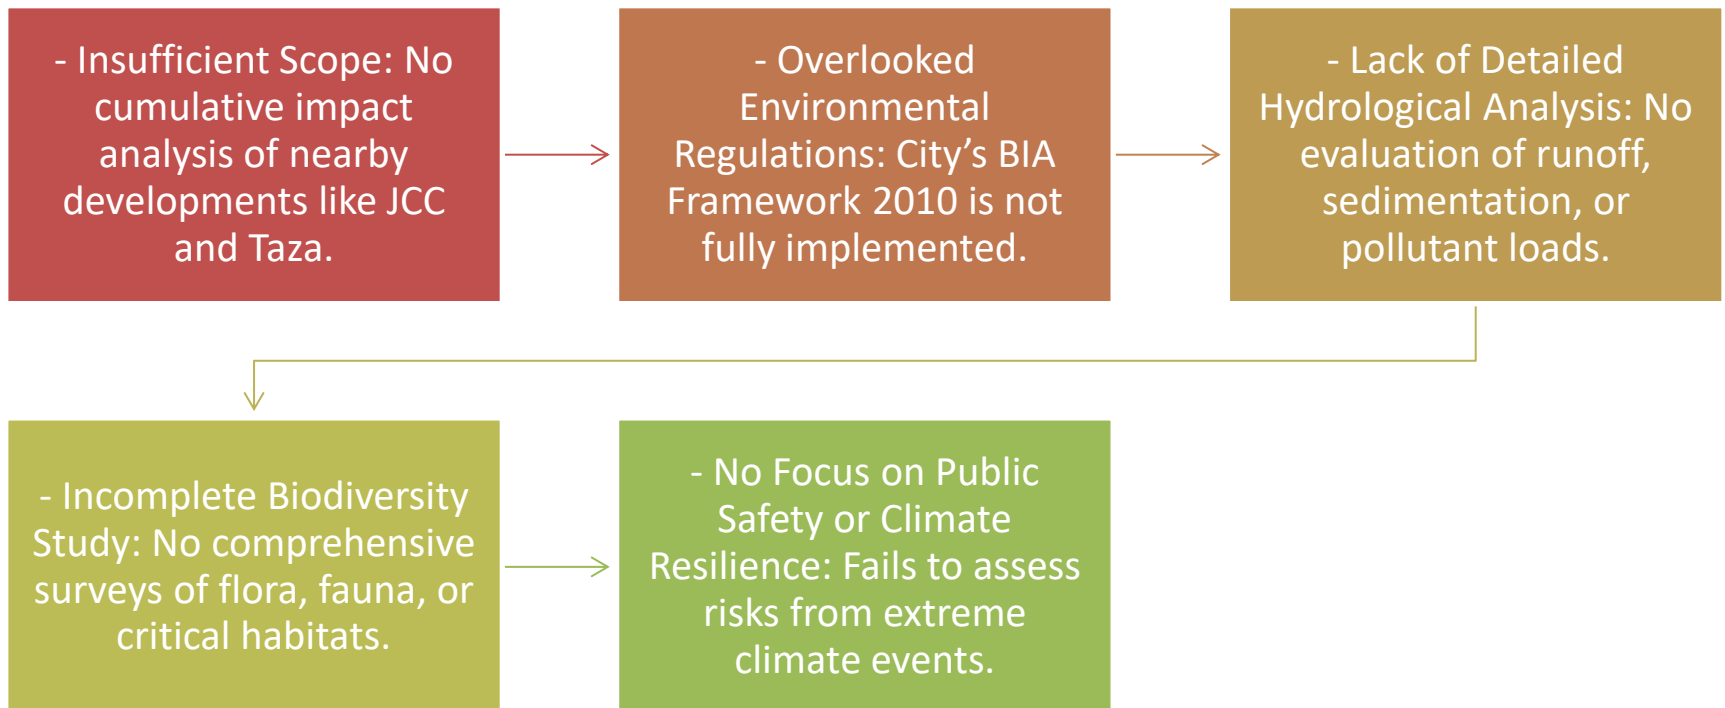 - Insufficient Scope: No
cumulative impact
analysis of nearby
developments like JCC
and Taza.
- Overlooked
Environmental
Regulations: City’s BIA
Framework 2010 is not
fully implemented.
- Lack of Detailed
Hydrological Analysis: No
evaluation of runoff,
sedimentation, or
pollutant loads.
- Incomplete Biodiversity
Study: No comprehensive
surveys of flora, fauna, or
critical habitats.
- No Focus on Public
Safety or Climate
Resilience: Fails to assess
risks from extreme
climate events.